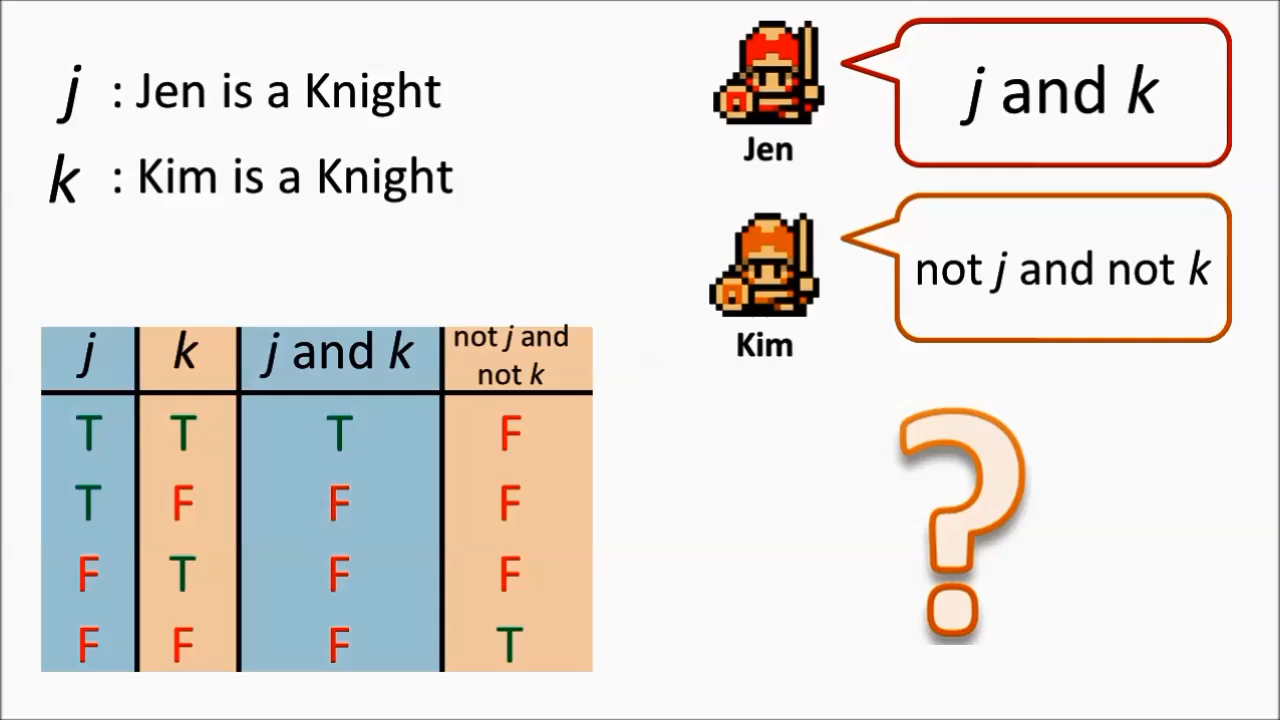 j : Jen is a Knight
k : Kim is a Knight
Jen
j and k
Kim
not j and not k
j k j and k not j and
not k
T T T F
T F F F
F T F F
F F F T
?